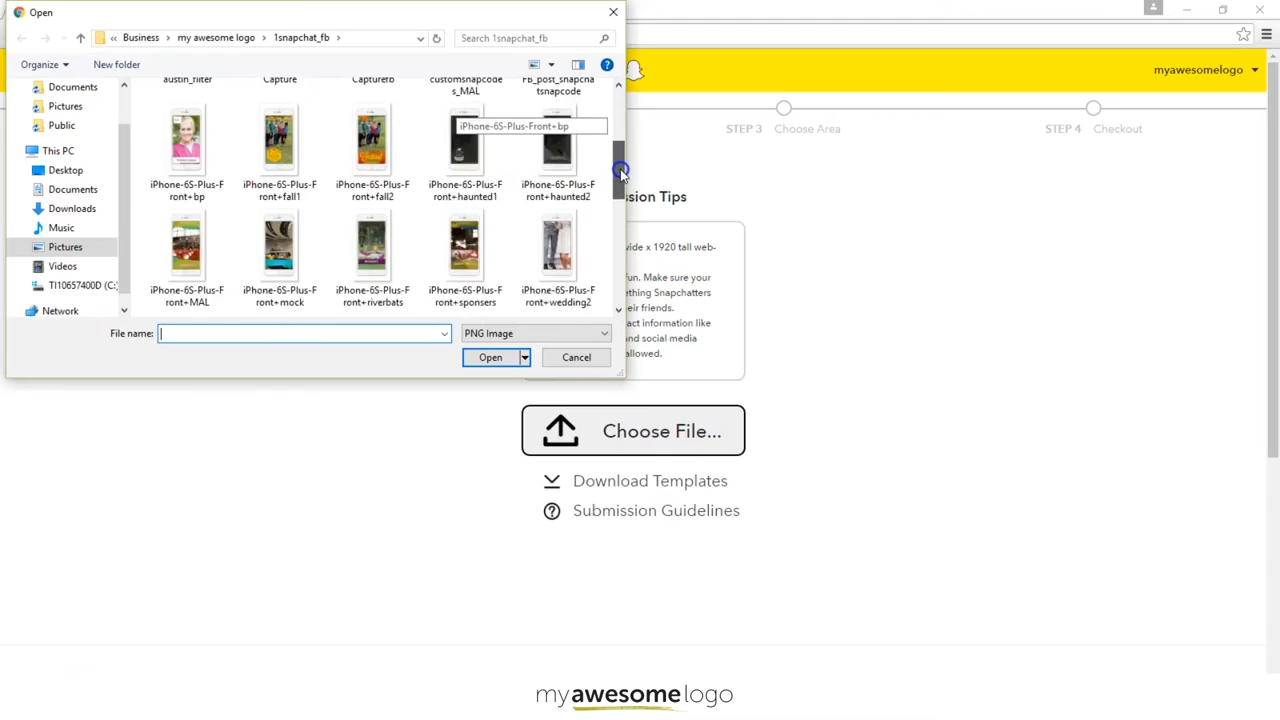 Open
« Business › my awesome logo › 1snapchat_fb ›
Search 1snapchat_fb
Organize
New folder
myawesomelogo
Documents
Pictures
Public
This PC
Desktop
Documents
Downloads
Music
Pictures
Videos
TI10657400D (C:)
Network
austin_filter
Capture
Capturefb
customsnapcode
s_MAL
FB_post_snapcha
tsnapcode
iPhone-6S-Plus-Front+bp
iPhone-6S-Plus-F
ront+bp
iPhone-6S-Plus-F
ront+fall1
iPhone-6S-Plus-F
ront+fall2
iPhone-6S-Plus-F
ront+haunted1
iPhone-6S-Plus-F
ront+haunted2
iPhone-6S-Plus-F
ront+MAL
iPhone-6S-Plus-F
ront+mock
iPhone-6S-Plus-F
ront+riverbats
iPhone-6S-Plus-F
ront+sponsers
iPhone-6S-Plus-F
ront+wedding2
File name:
PNG Image
Open
Cancel
STEP 3 Choose Area
STEP 4 Checkout
ssion Tips
wide x 1920 tall web-
fun. Make sure your
ething Snapchatters
eir friends.
act information like
and social media
allowed.
Choose File...
Download Templates
Submission Guidelines
myawesomelogo